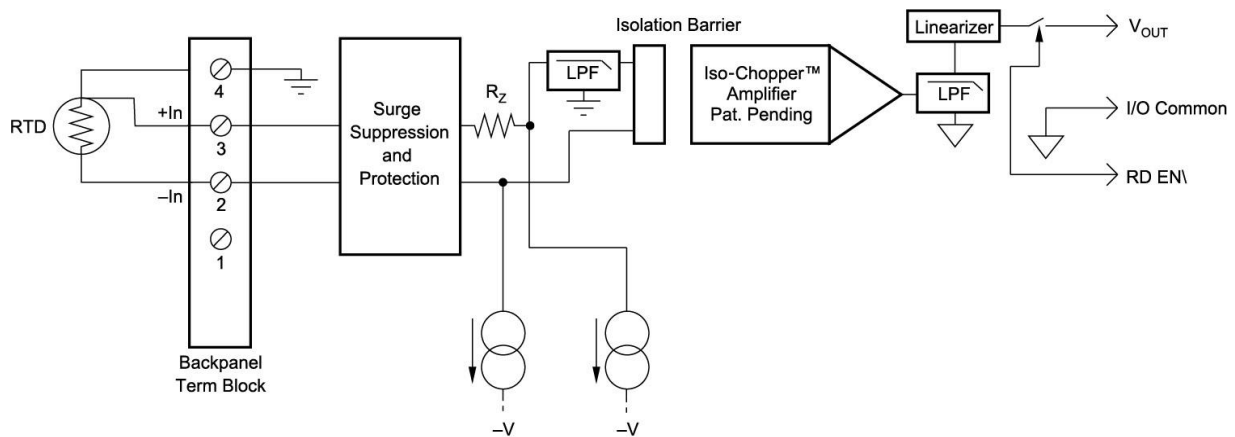 Isolation Barrier
Linearizer
V_OUT
4
LPF
Iso-Chopper™
Amplifier
Pat. Pending
LPF
R_Z
+In
RTD
3
Surge
Suppression
and
Protection
I/O Common
–In
2
RD EN\
1
Backpanel
Term Block
–V
–V